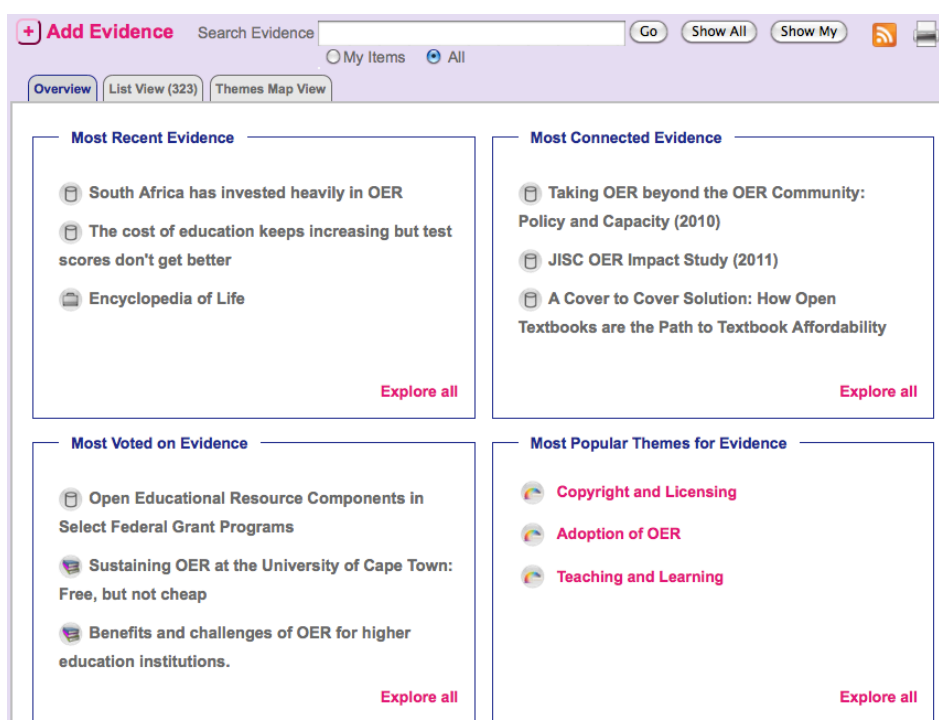 + Add Evidence Search Evidence Go Show All Show My
My Items All
Overview List View (323) Themes Map View
Most Recent Evidence
South Africa has invested heavily in OER
The cost of education keeps increasing but test
scores don't get better
Encyclopedia of Life
Explore all
Most Connected Evidence
Taking OER beyond the OER Community:
Policy and Capacity (2010)
JISC OER Impact Study (2011)
A Cover to Cover Solution: How Open
Textbooks are the Path to Textbook Affordability
Explore all
Most Voted on Evidence
Open Educational Resource Components in
Select Federal Grant Programs
Sustaining OER at the University of Cape Town:
Free, but not cheap
Benefits and challenges of OER for higher
education institutions.
Explore all
Most Popular Themes for Evidence
Copyright and Licensing
Adoption of OER
Teaching and Learning
Explore all